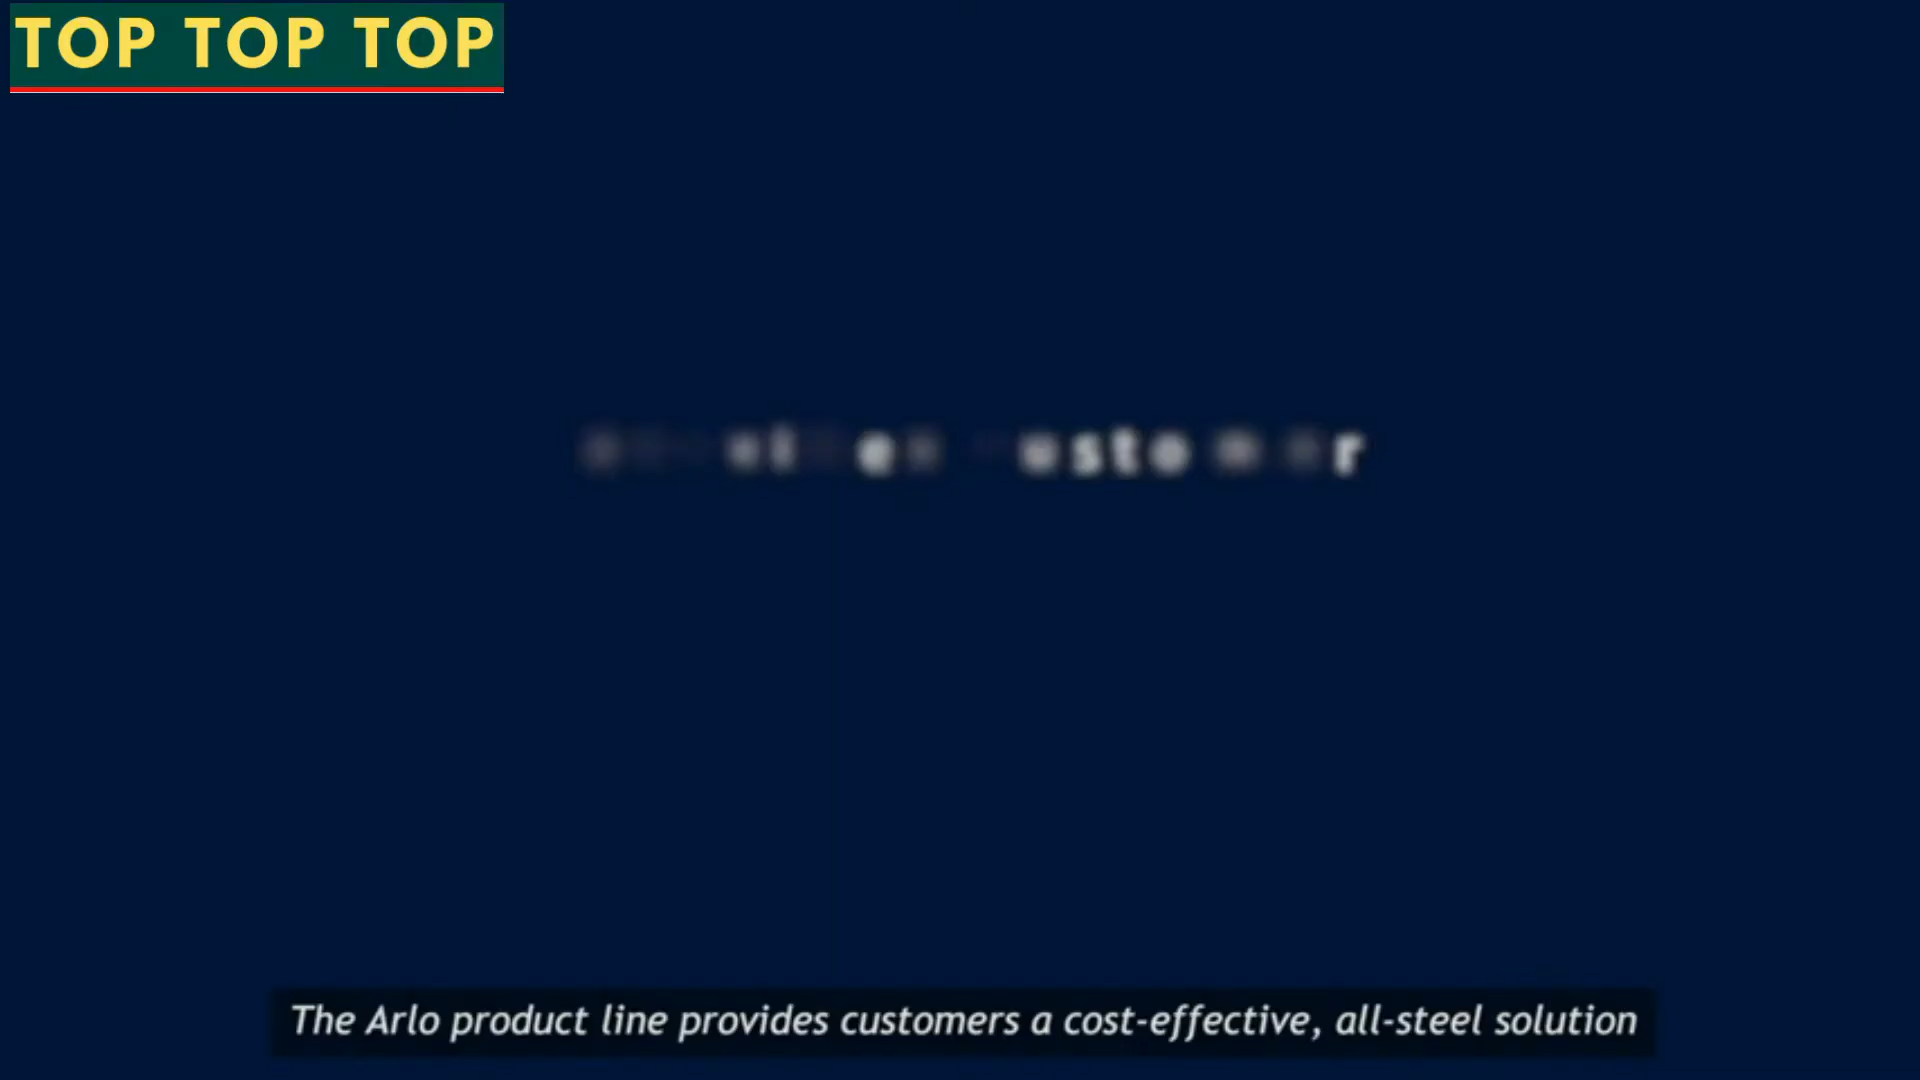 TOP TOP TOP
The Arlo product line provides customers a cost-effective, all-steel solution